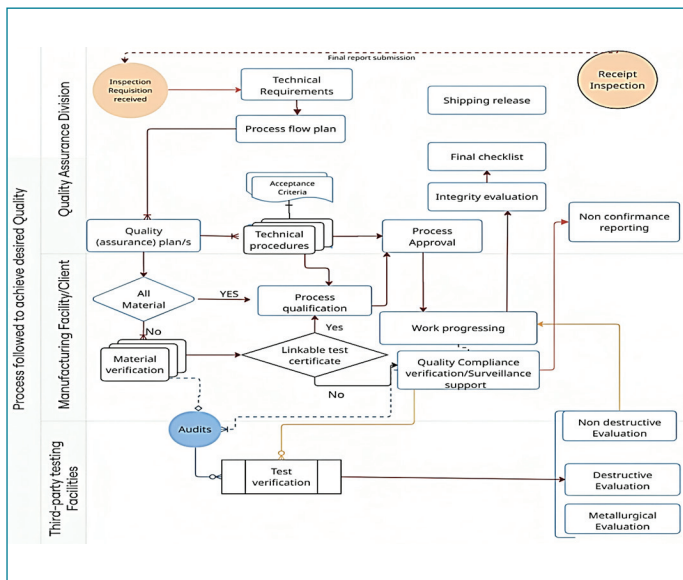 Final report submission
Inspection
Requisition
received
Technical
Requirements
Receipt
Inspection
Shipping release
Process flow plan
Final checklist
Acceptance
Criteria
Integrity evaluation
Non confirmance
reporting
Quality
(assurance) plan/s
Technical
procedures
Process
Approval
All
Material
YES
Process
qualification
No
Yes
Work progressing
Material
verification
Linkable test
certificate
Quality Compliance
verification/Surveillance
support
No
Audits
Non destructive
Evaluation
Test
verification
Destructive
Evaluation
Metallurgical
Evaluation
Process followed to achieve desired Quality
Quality Assurance Division
Manufacturing Facility/Client
Third-party testing
Facilities